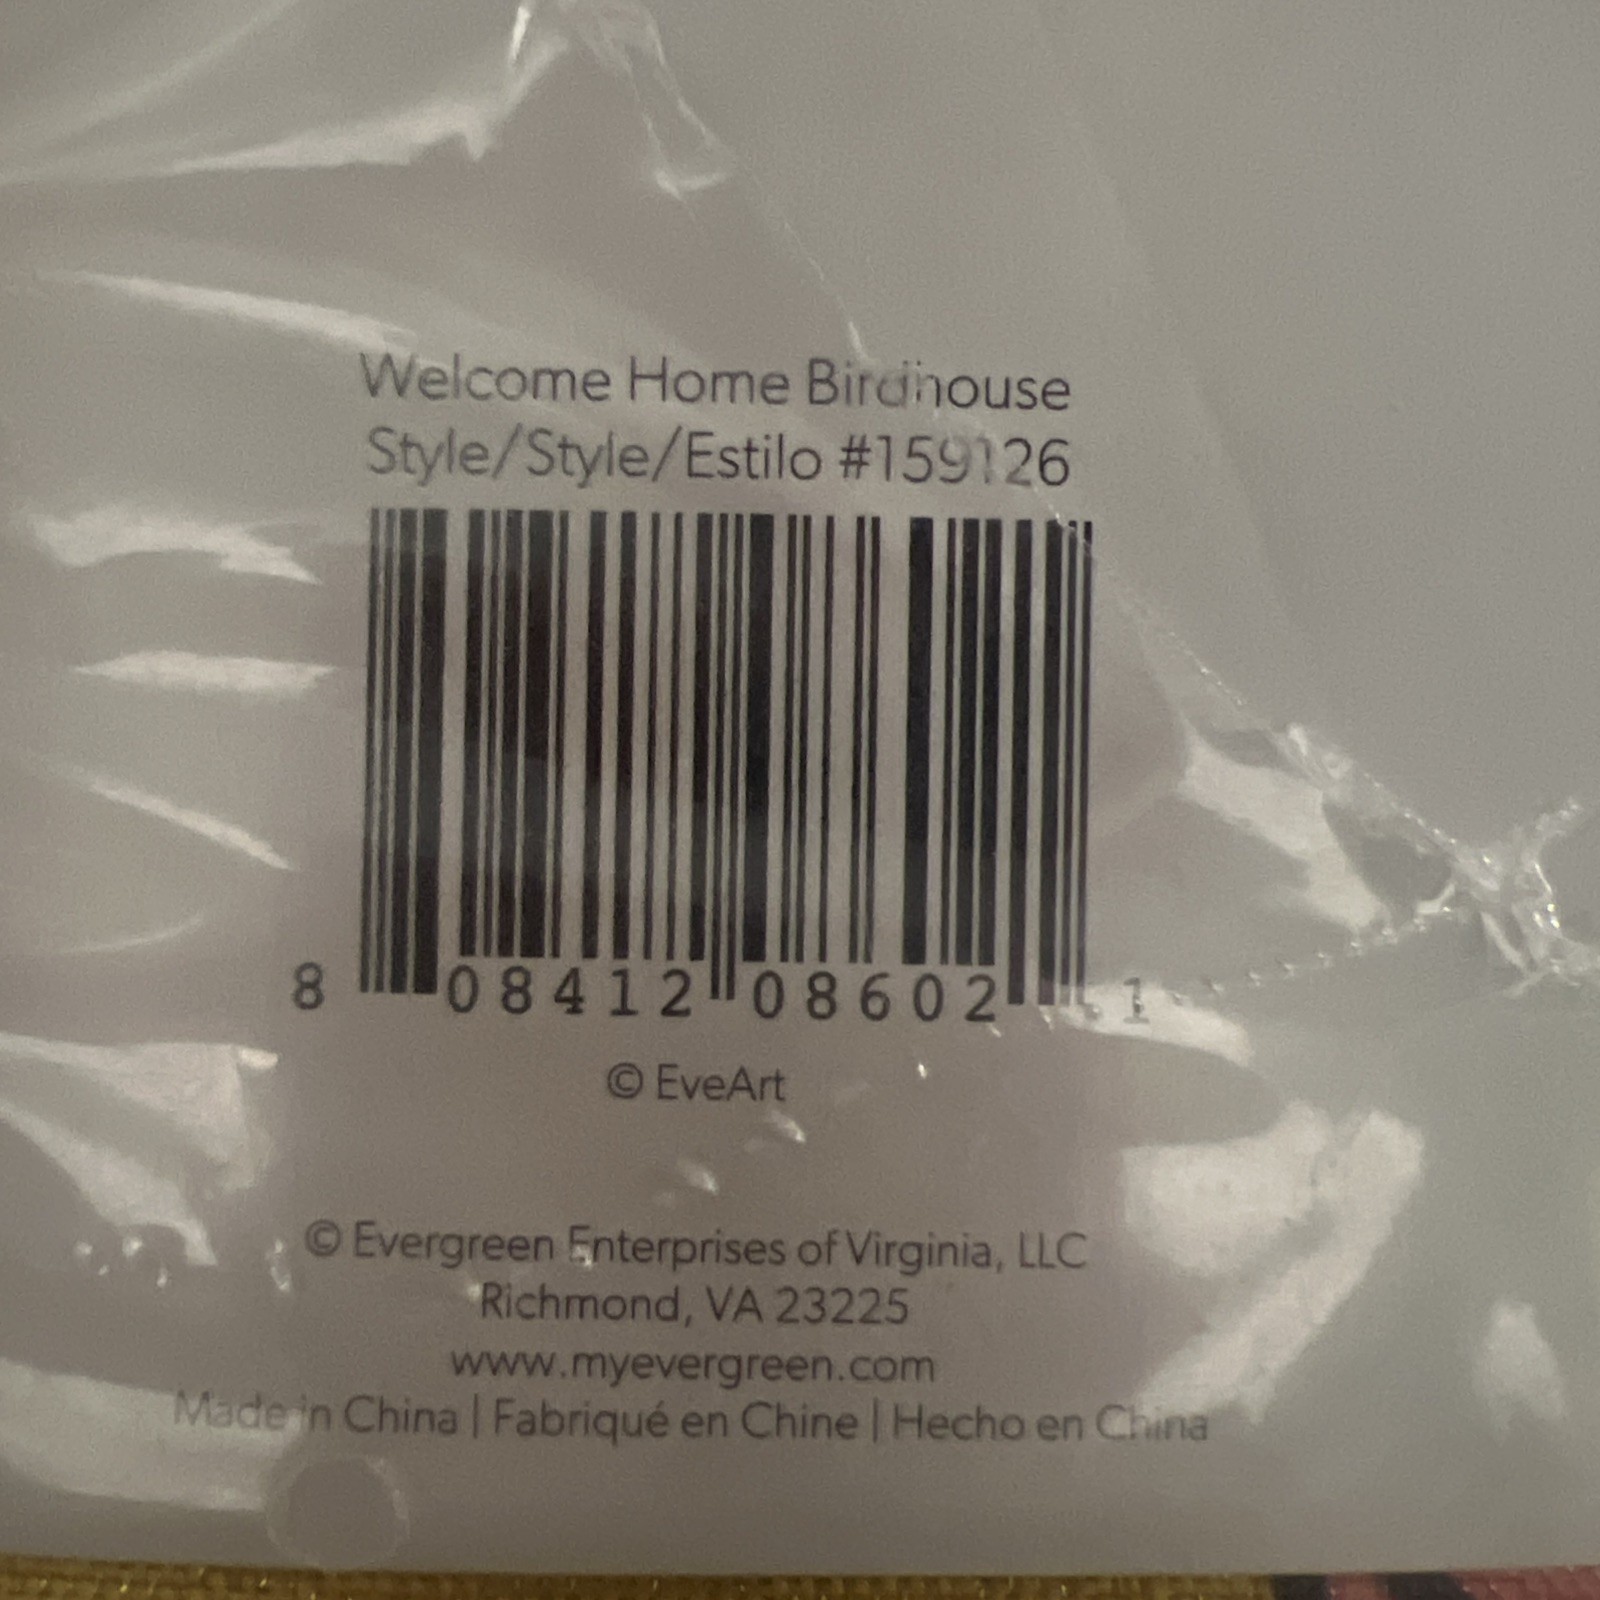 Welcome Home Birdhouse
Style/Style/Estilo #159126
8 08412 08602 1
© EveArt
© Evergreen Enterprises of Virginia, LLC
Richmond, VA 23225
www.myevergreen.com
Made in China | Fabriqué en Chine | Hecho en China